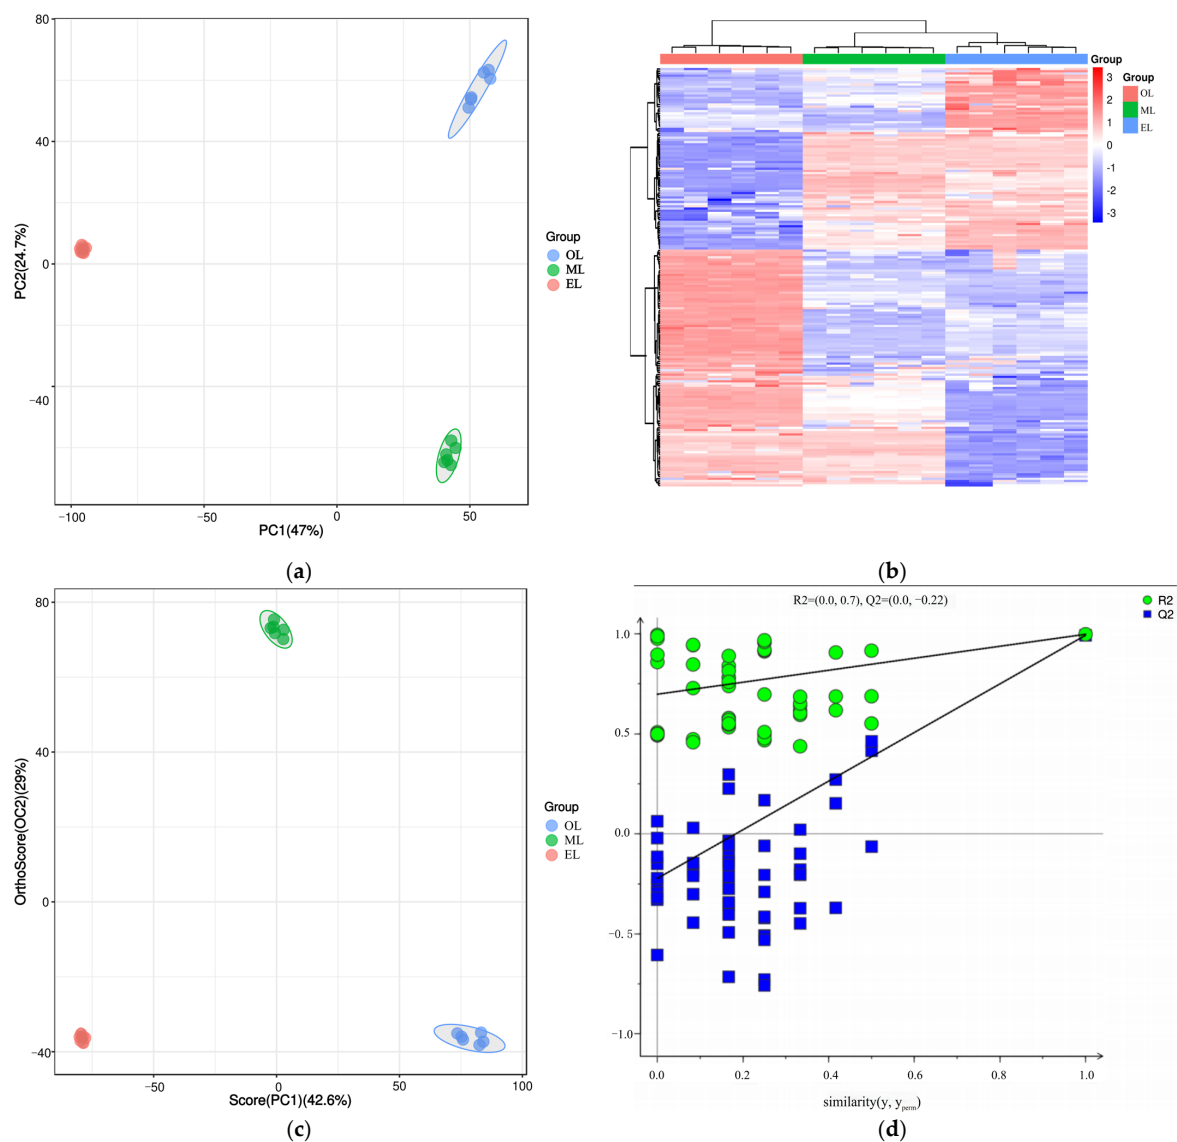 80
40
0
−40
PC2(24.7%)
−100
−50
0
50
PC1(47%)
Group
OL
ML
EL
(a)
Group
3
2
1
0
-1
-2
-3
Group
OL
ML
EL
(b)
80
40
0
−40
OrthoScore(OC2)(29%)
−50
0
50
100
Score(PC1)(42.6%)
Group
OL
ML
EL
(c)
R2=(0.0, 0.7), Q2=(0.0, −0.22)
R2
Q2
1.0
0.5
0.0
−0.5
−1.0
0.0
0.2
0.4
0.6
0.8
1.0
similarity(y, yperm)
(d)